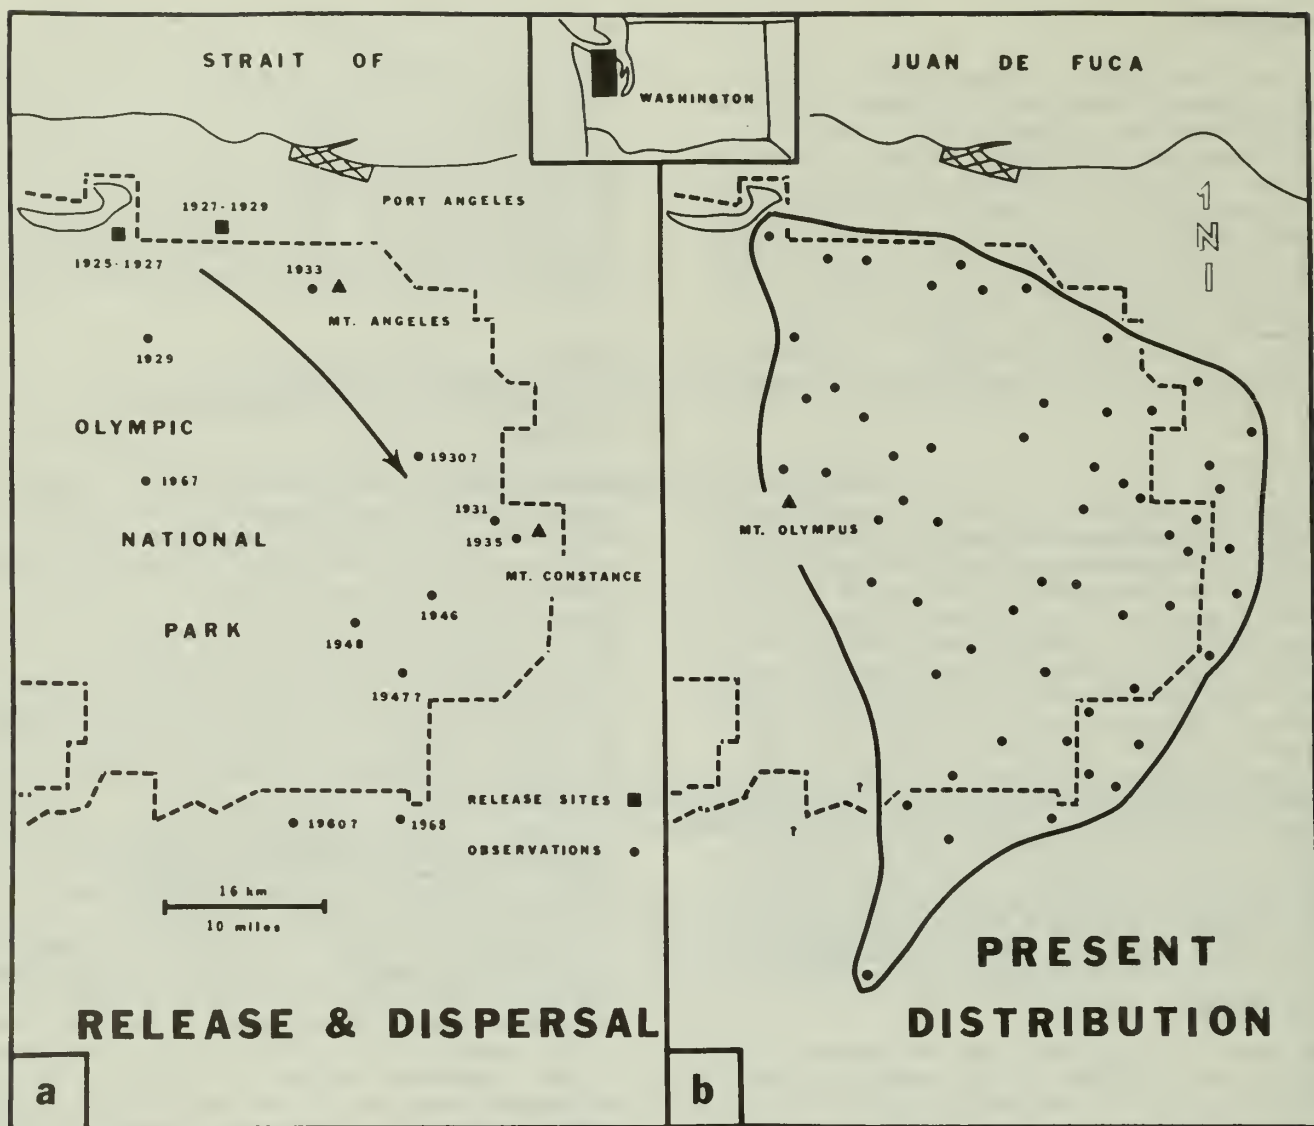 STRAIT OF
WASHINGTON
JUAN DE FUCA
PORT ANGELES
1927-1929
1925-1927
1933
MT. ANGELES
1929
OLYMPIC
1930?
1967
1931
NATIONAL
1935
MT. CONSTANCE
1946
PARK
1948
1947?
RELEASE SITES
1960?
1968
OBSERVATIONS
16 km
10 miles
RELEASE & DISPERSAL
a
N
MT. OLYMPUS
?
?
PRESENT
DISTRIBUTION
b